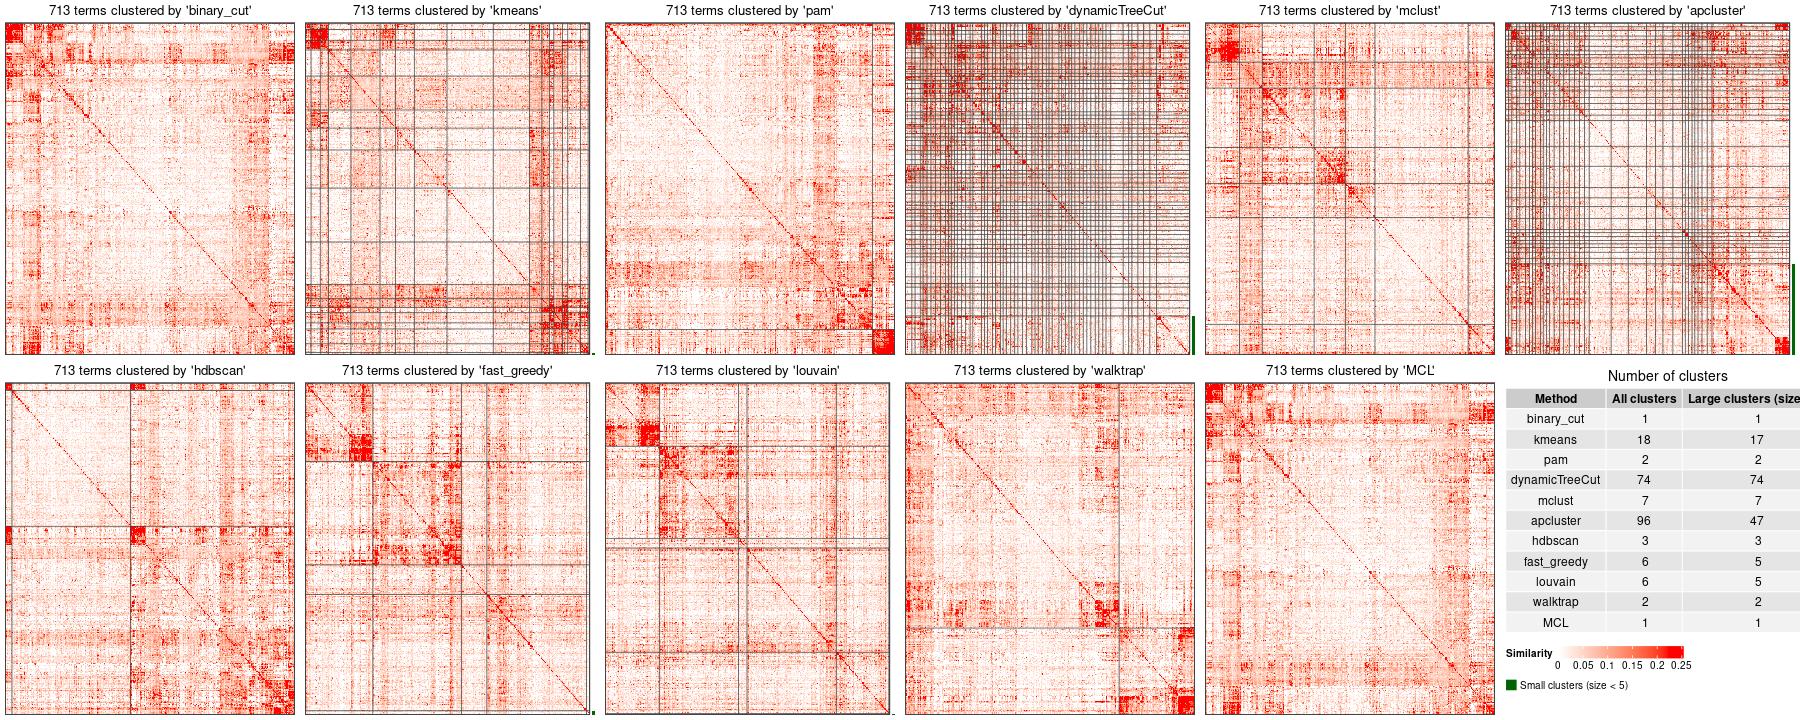 713 terms clustered by 'binary_cut'
713 terms clustered by 'kmeans'
713 terms clustered by 'pam'
713 terms clustered by 'dynamicTreeCut'
713 terms clustered by 'mclust'
713 terms clustered by 'apcluster'
713 terms clustered by 'hdbscan'
713 terms clustered by 'fast_greedy'
713 terms clustered by 'louvain'
713 terms clustered by 'walktrap'
713 terms clustered by 'MCL'
Number of clusters
Method All clusters Large clusters (size
binary_cut 1 1
kmeans 18 17
pam 2 2
dynamicTreeCut 74 74
mclust 7 7
apcluster 96 47
hdbscan 3 3
fast_greedy 6 5
louvain 6 5
walktrap 2 2
MCL 1 1
Similarity
0 0.05 0.1 0.15 0.2 0.25
Small clusters (size < 5)